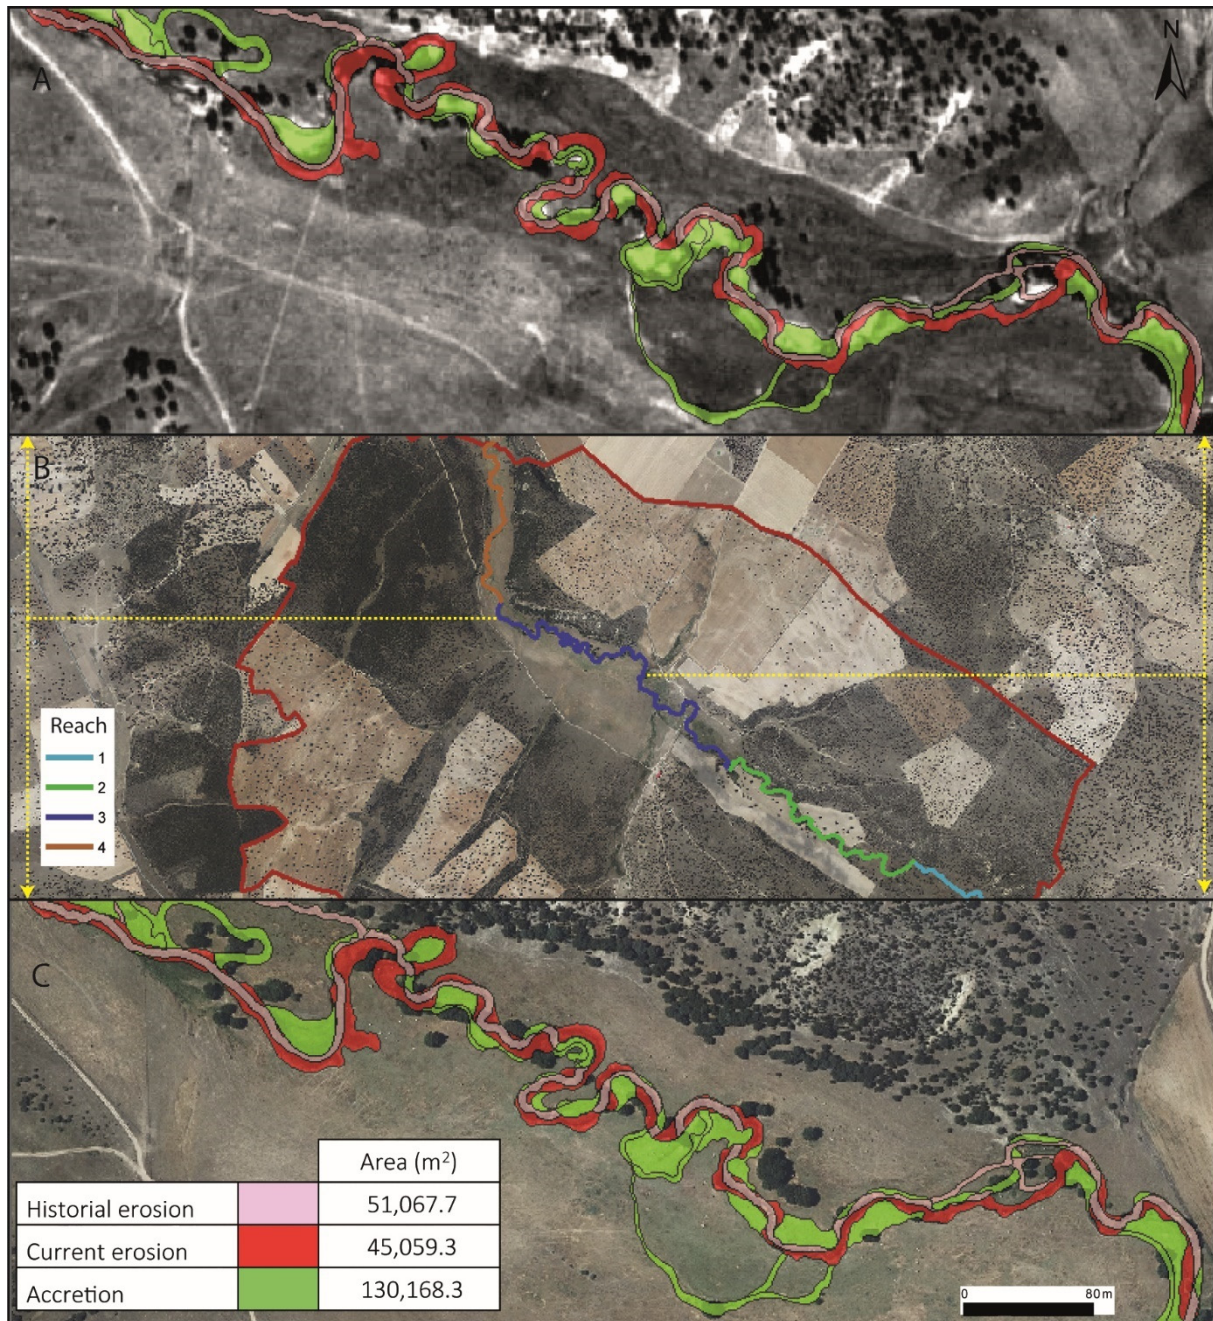 N
A
B
Reach
1
2
3
4
C
Area (m²)
Historial erosion 51,067.7
Current erosion 45,059.3
Accretion 130,168.3
0 80 m